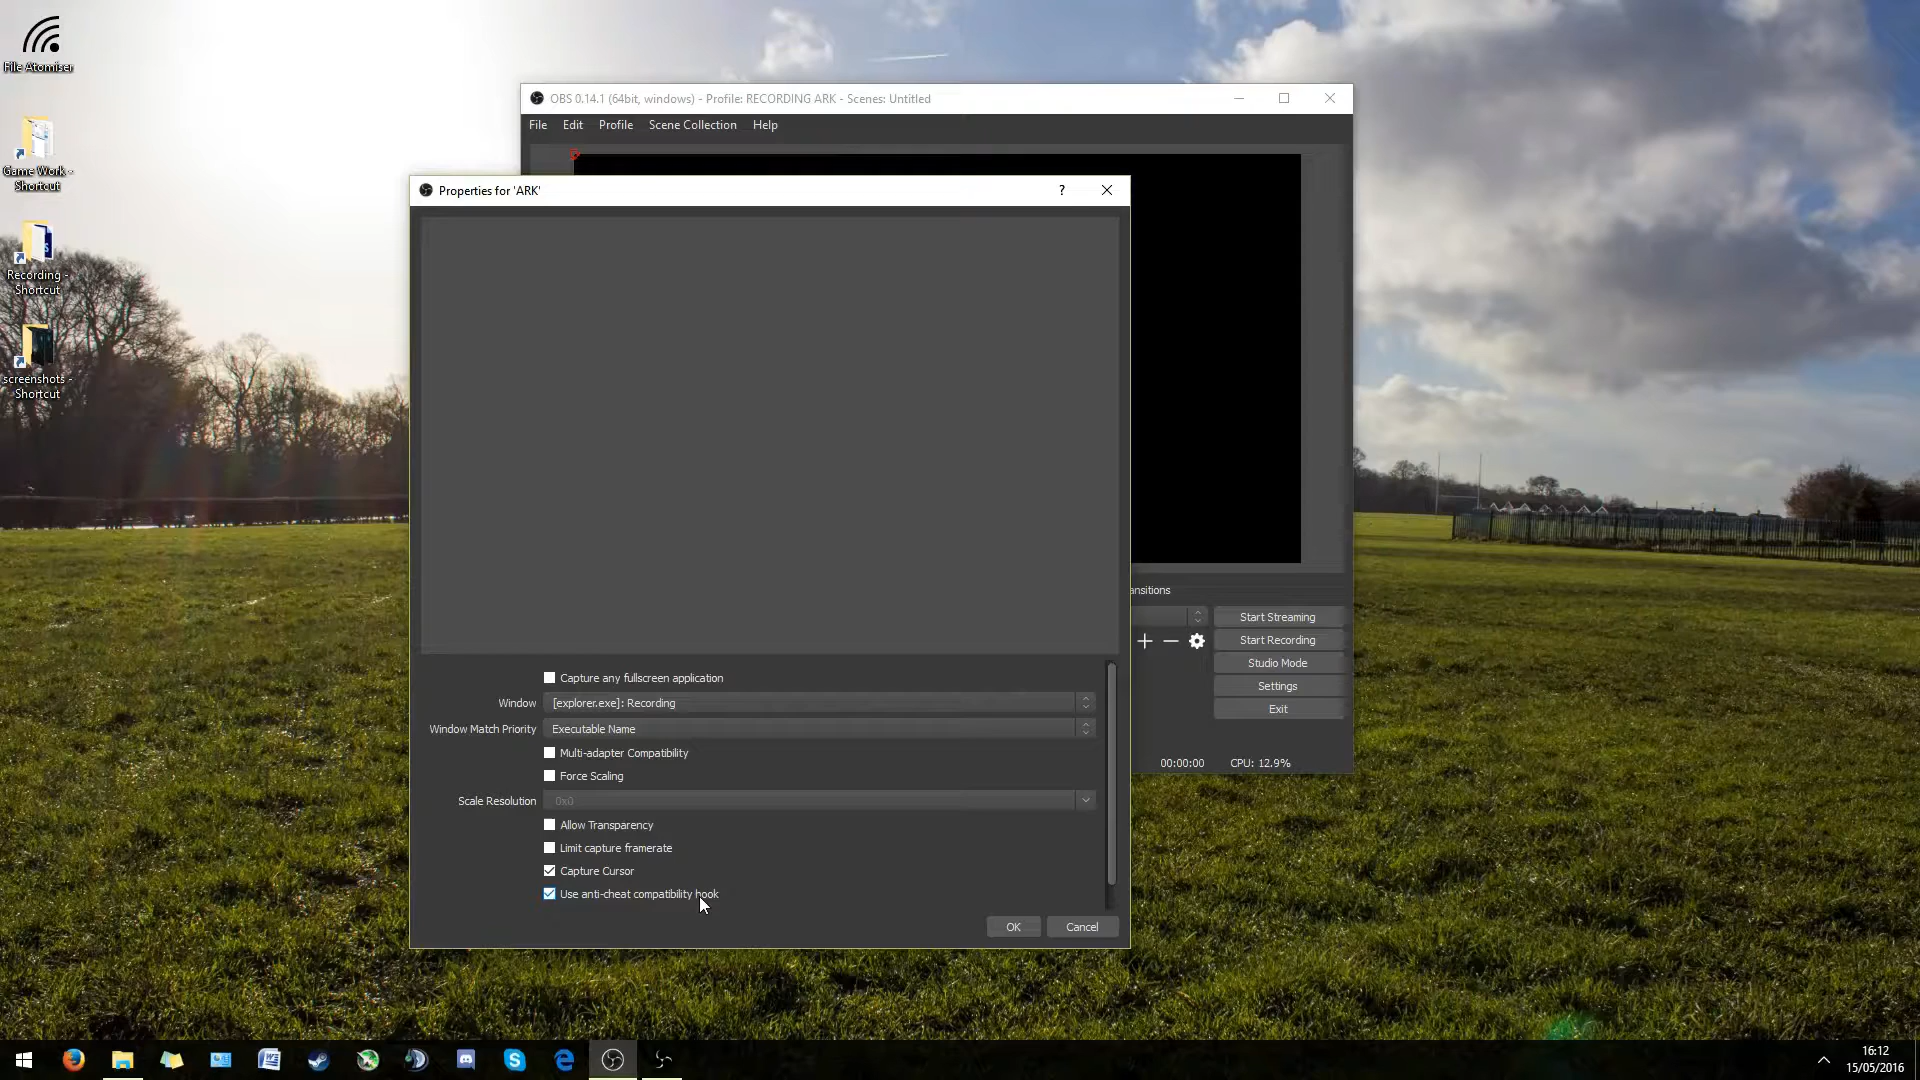 File Atomiser
Game Work -
Shortcut
Recording -
Shortcut
screenshots -
Shortcut
OBS 0.14.1 (64bit, windows) - Profile: RECORDING ARK - Scenes: Untitled
File Edit Profile Scene Collection Help
Properties for 'ARK'
?
ansitions
Start Streaming
Start Recording
Studio Mode
Settings
Exit
00:00:00 CPU: 12.9%
Capture any fullscreen application
Window [explorer.exe]: Recording
Window Match Priority Executable Name
Multi-adapter Compatibility
Force Scaling
Scale Resolution 0x0
Allow Transparency
Limit capture framerate
Capture Cursor
Use anti-cheat compatibility hook
OK Cancel
16:12
15/05/2016